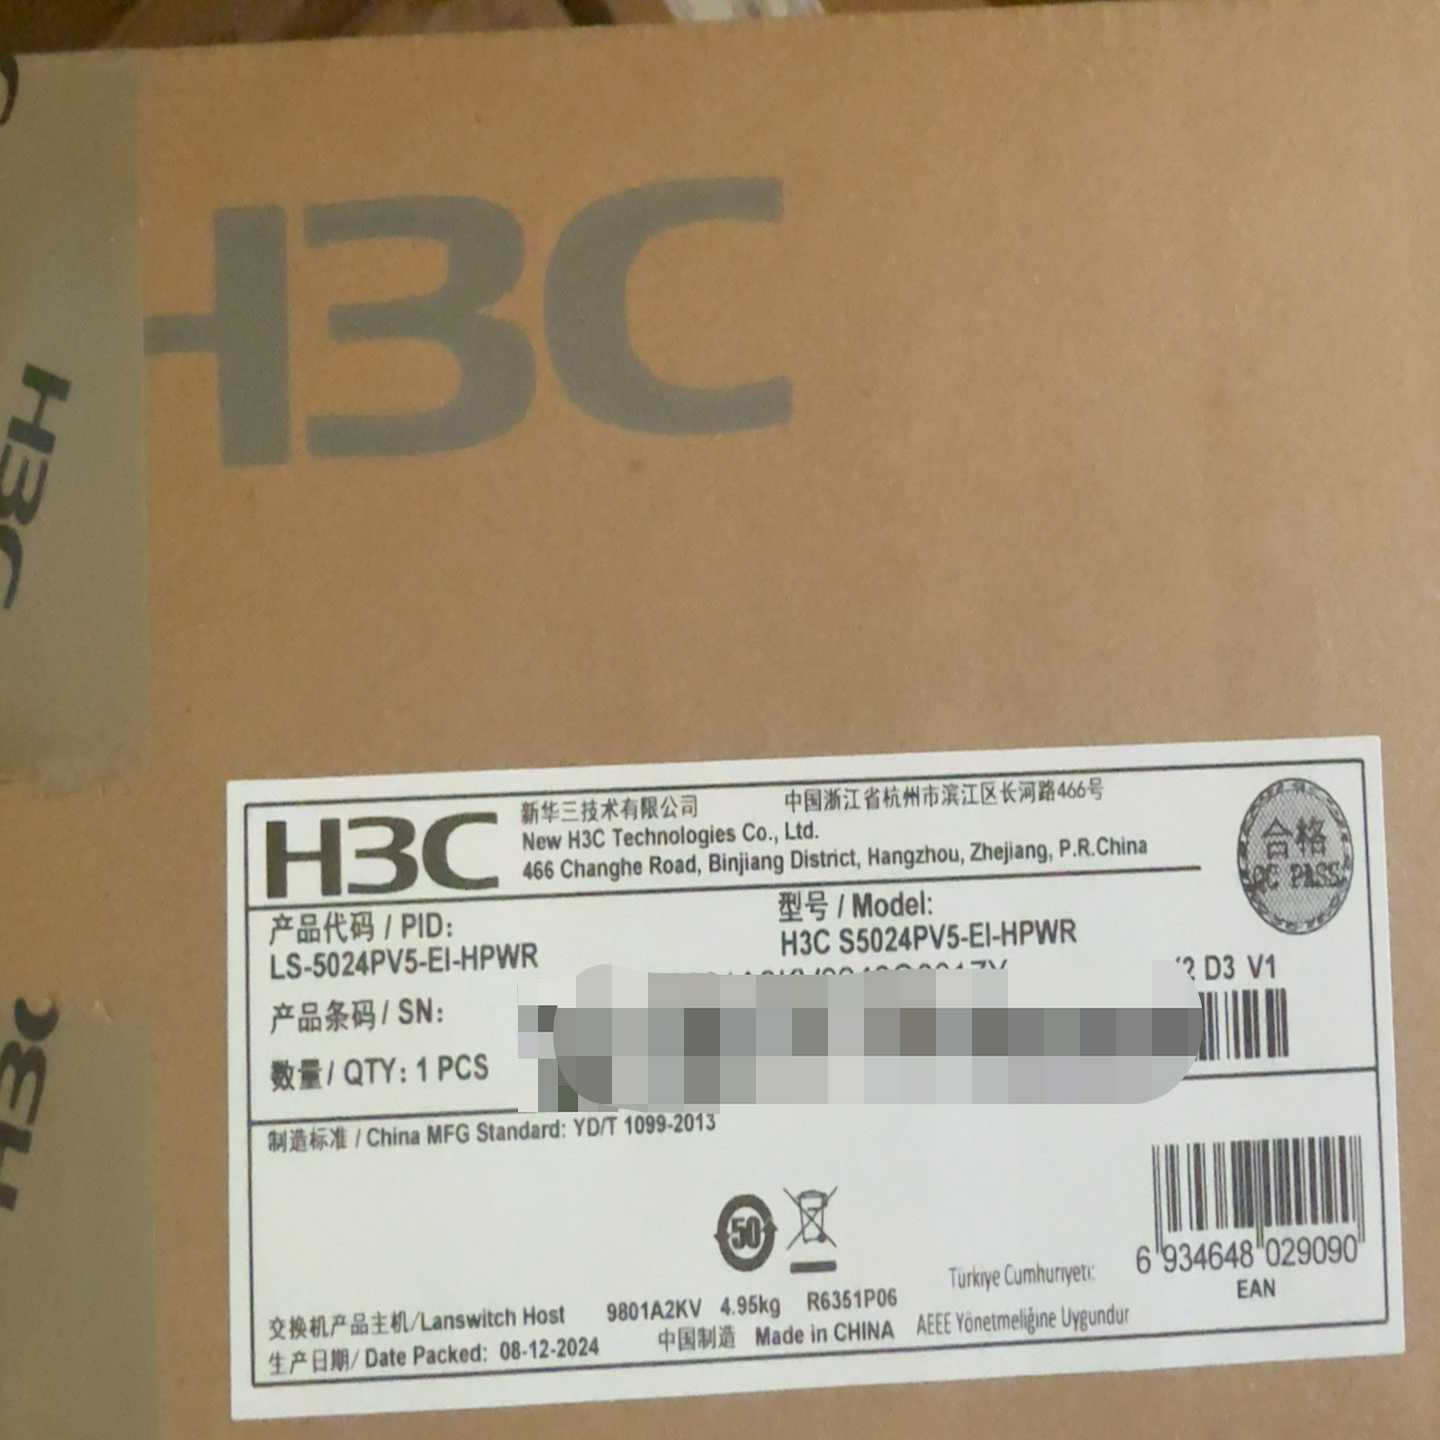 H3C
H3C
H3C
H3C
新华三技术有限公司 中国浙江省杭州市滨江区长河路466号
New H3C Technologies Co., Ltd.
466 Changhe Road, Binjiang District, Hangzhou, Zhejiang, P.R.China
合格
QC PASS
产品代码 / PID:
LS-5024PV5-EI-HPWR
型号 / Model:
H3C S5024PV5-EI-HPWR
D3 V1
产品条码 / SN:
数量 / QTY: 1 PCS
制造标准 / China MFG Standard: YD/T 1099-2013
50
6 934648 029090
EAN
交换机产品主机/Lanswitch Host 9801A2KV 4.95kg R6351P06
Türkiye Cumhuriyeti:
生产日期/ Date Packed: 08-12-2024 中国制造 Made in CHINA AEEE Yönetmeliğine Uygundur